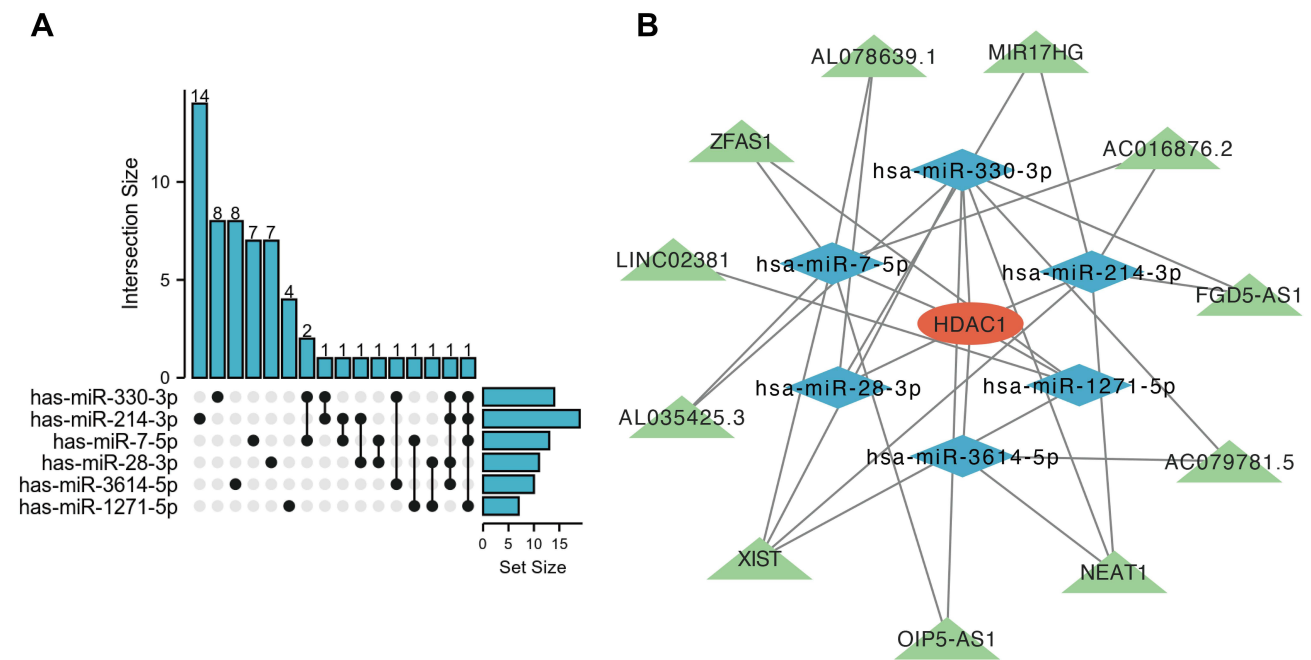 A
14
8 8
7 7
4
2
1 1 1 1 1 1 1 1 1
10
5
0
Intersection Size
has-miR-330-3p
has-miR-214-3p
has-miR-7-5p
has-miR-28-3p
has-miR-3614-5p
has-miR-1271-5p
0 5 10 15
Set Size
B
AL078639.1
MIR17HG
ZFAS1
AC016876.2
hsa-miR-330-3p
LINC02381
hsa-miR-7-5p
hsa-miR-214-3p
FGD5-AS1
HDAC1
hsa-miR-28-3p
hsa-miR-1271-5p
AL035425.3
hsa-miR-3614-5p
AC079781.5
XIST
NEAT1
OIP5-AS1